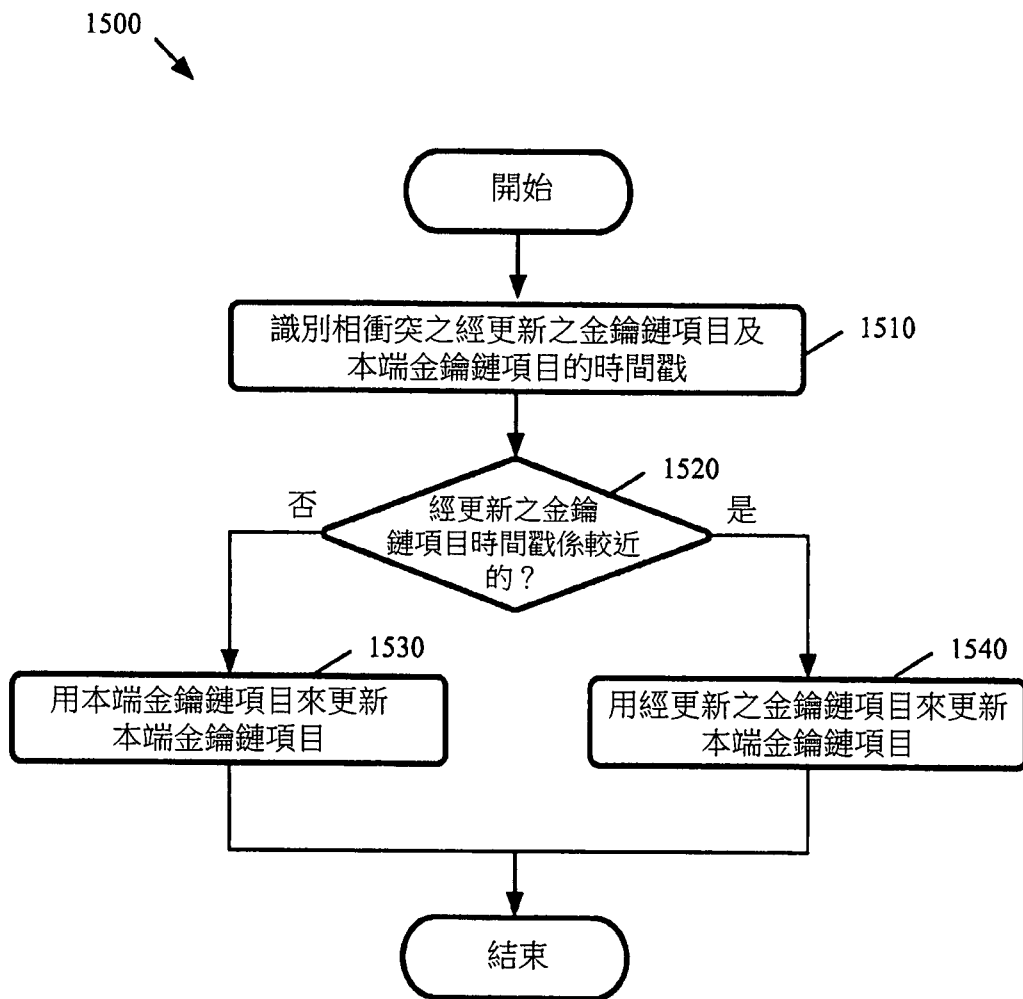 1500
開始
識別相衝突之經更新之金鑰鏈項目及
本端金鑰鏈項目的時間戳
1510
1520
經更新之金鑰
鏈項目時間戳係較近
的？
否
是
1530
用本端金鑰鏈項目來更新
本端金鑰鏈項目
1540
用經更新之金鑰鏈項目來更新
本端金鑰鏈項目
結束